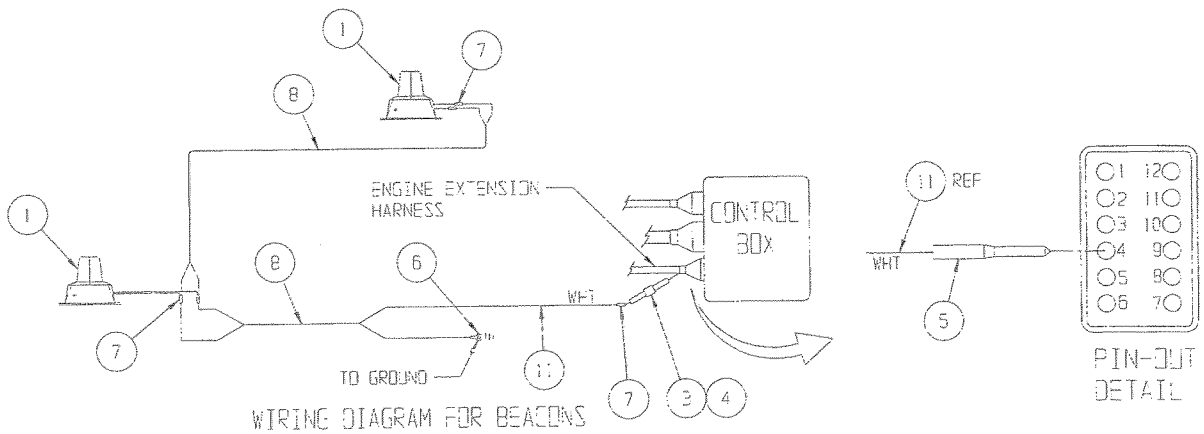 1
7
8
ENGINE EXTENSION
HARNESS
CONTROL
BOX
1
8
6
WHT
7
TO GROUND
11
7
3
4
WIRING DIAGRAM FOR BEACONS
11 REF
WHT
5
1 12
2 11
3 10
4 9
5 8
6 7
PIN-OUT
DETAIL